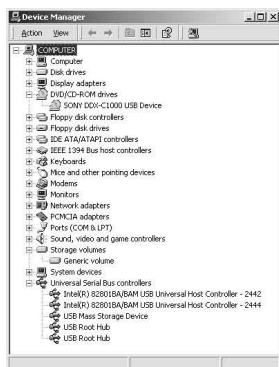 Device Manager
Action View
COMPUTER
Computer
Disk drives
Display adapters
DVD/CD-ROM drives
SONY DDX-C1000 USB Device
Floppy disk controllers
Floppy disk drives
IDE ATA/ATAPI controllers
IEEE 1394 Bus host controllers
Keyboards
Mice and other pointing devices
Modems
Monitors
Network adapters
PCMCIA adapters
Ports (COM & LPT)
Sound, video and game controllers
Storage volumes
Generic volume
System devices
Universal Serial Bus controllers
Intel(R) 82801BA/BAM USB Universal Host Controller - 2442
Intel(R) 82801BA/BAM USB Universal Host Controller - 2444
USB Mass Storage Device
USB Root Hub
USB Root Hub